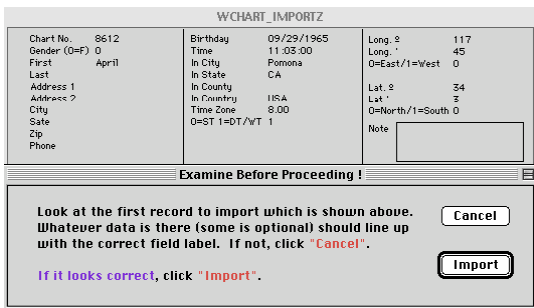 WCHART_IMPORTZ
Chart No. 8612
Gender (0=F) 0
First April
Last
Address 1
Address 2
City
Sate
Zip
Phone
Birthday 09/29/1965
Time 11:03:00
In City Pomona
In State CA
In County
In Country USA
Time Zone 8.00
0=ST 1=DT/WT 1
Long. º 117
Long. ' 45
0=East/1=West 0
Lat. º 34
Lat ' 3
0=North/1=South 0
Note
Examine Before Proceeding !
Look at the first record to import which is shown above.
Whatever data is there (some is optional) should line up
with the correct field label. If not, click "Cancel".
If it looks correct, click "Import".
Cancel
Import